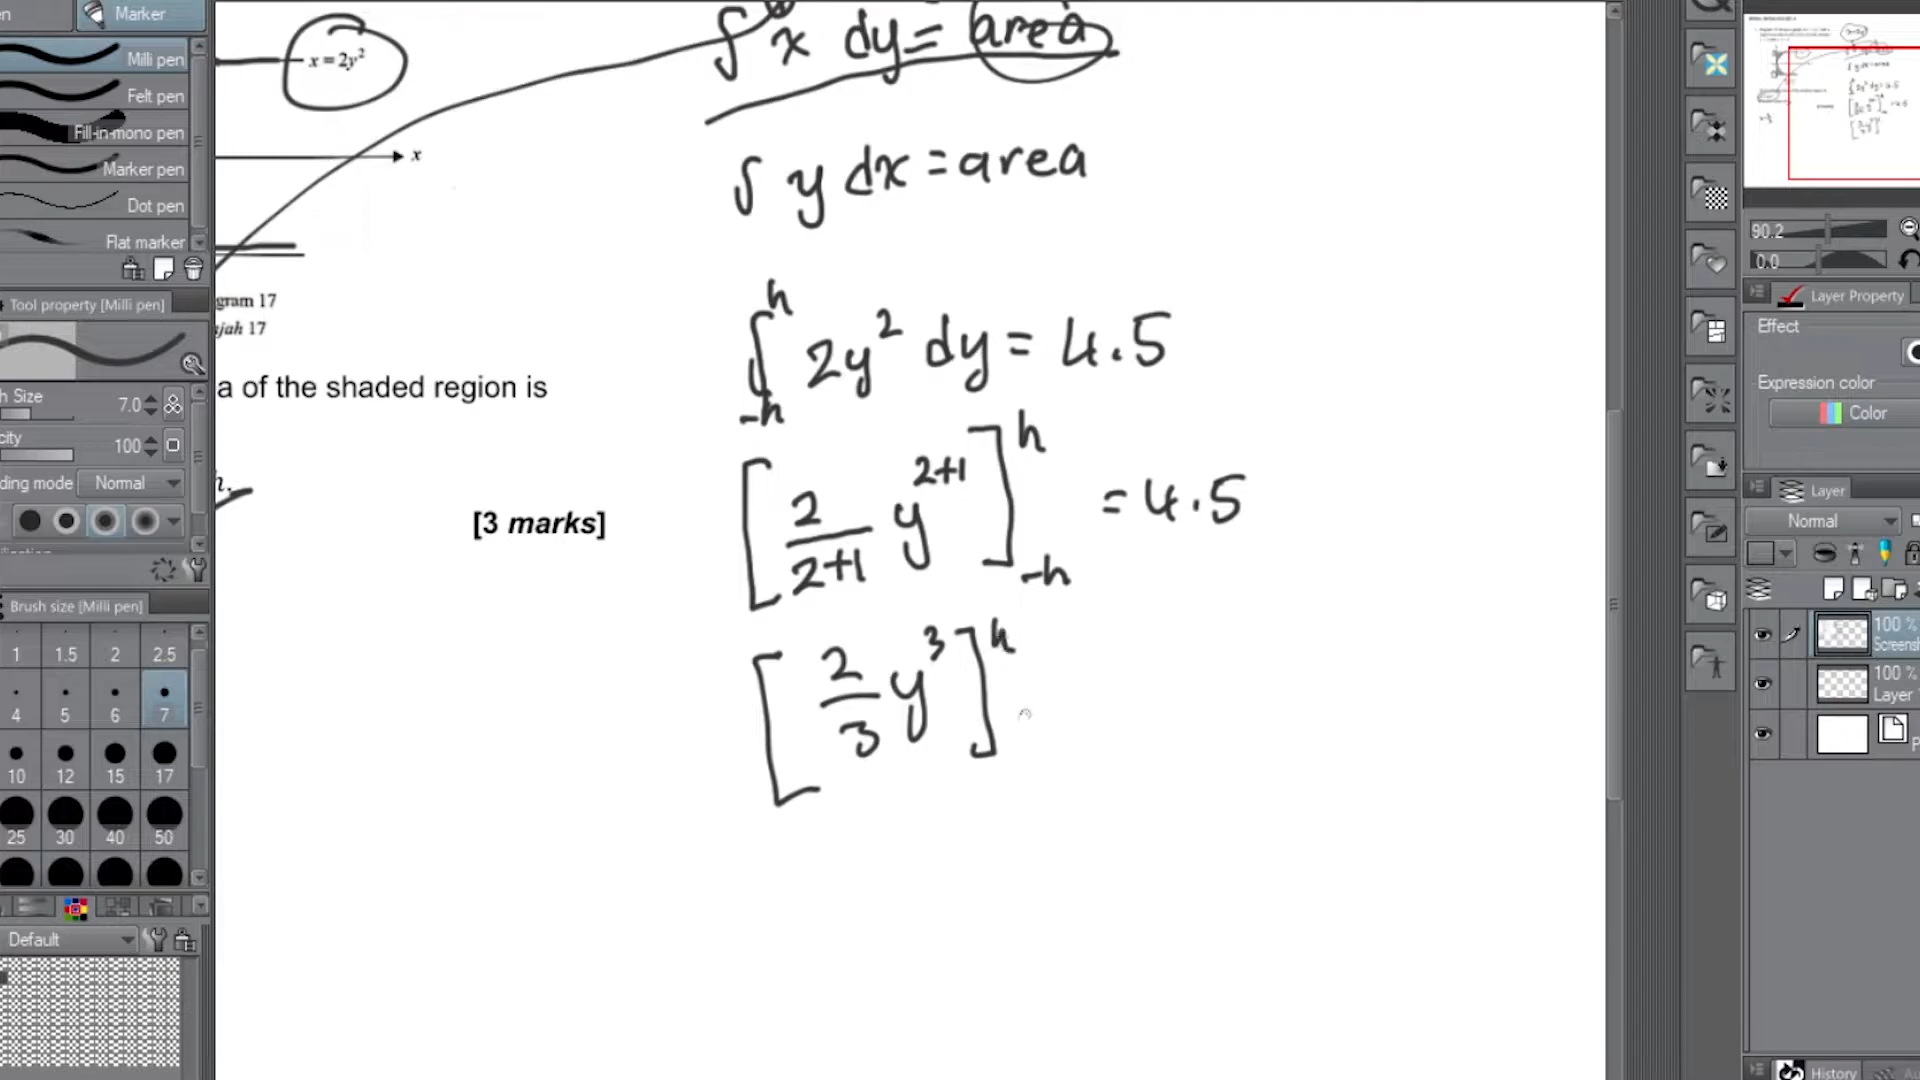 Marker
Milli pen
Felt pen
Fill-in-mono pen
Marker pen
Dot pen
Flat marker
Tool property [Milli pen]
7.0
100
Normal
Brush size [Milli pen]
1 1.5 2 2.5
4 5 6 7
10 12 15 17
25 30 40 50
Default
x = 2y²
x
gram 17
jah 17
a of the shaded region is
h.
[3 marks]
∫ x dy = area
∫ y dx = area
∫_{-h}^{h} 2y² dy = 4.5
[2/(2+1) y^{2+1}]_{-h}^{h} = 4.5
[2/3 y³]^{h}
90.2
0.0
Layer Property
Effect
Expression color
Color
Layer
Normal
100 %
Screensh
100 %
Layer
P
History